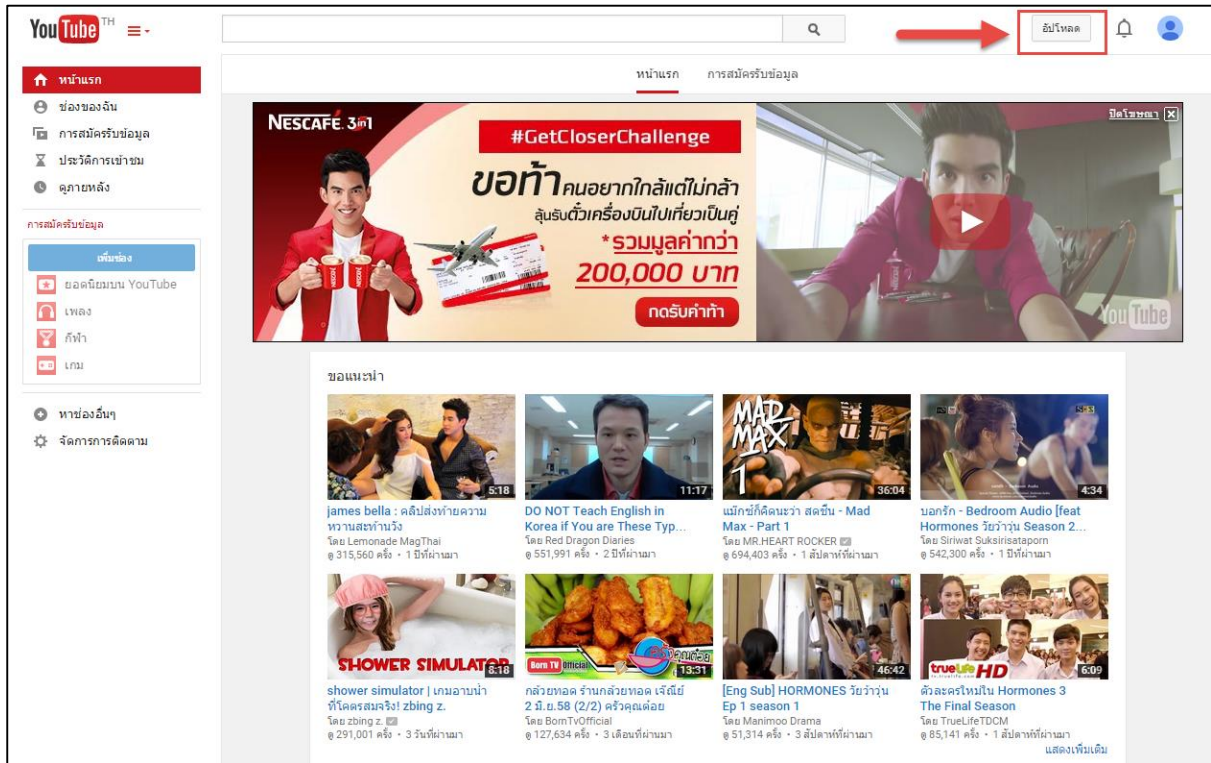 YouTube TH
อัปโหลด
หน้าแรก
ช่องของฉัน
การสมัครรับข้อมูล
ประวัติการเข้าชม
ดูภายหลัง
การสมัครรับข้อมูล
เพิ่มช่อง
ยอดนิยมบน YouTube
เพลง
กีฬา
เกม
หาช่องอื่นๆ
จัดการการติดตาม
หน้าแรก การสมัครรับข้อมูล
NESCAFÉ 3in1
#GetCloserChallenge
ขอท้า คนอยากใกล้แต่ไม่กล้า
ลุ้นรับตั๋วเครื่องบินไปเที่ยวเป็นคู่
*รวมมูลค่ากว่า
200,000 บาท
กดรับคำท้า
ปิดโฆษณา
YouTube
ขอแนะนำ
MAD MAX 1
5:18
11:17
36:04
4:34
james bella : คลิปส่งท้ายความ
หวานสะท้านวัง
โดย Lemonade MagThai
ดู 315,560 ครั้ง • 1 ปีที่ผ่านมา
DO NOT Teach English in
Korea if You are These Typ...
โดย Red Dragon Diaries
ดู 551,991 ครั้ง • 2 ปีที่ผ่านมา
แม๊กซ์ก็คิดนะว่า สดชื่น - Mad
Max - Part 1
โดย MR.HEART ROCKER
ดู 694,403 ครั้ง • 1 สัปดาห์ที่ผ่านมา
บอกรัก - Bedroom Audio [feat
Hormones วัยว้าวุ่น Season 2...
โดย Siriwat Suksirisataporn
ดู 542,300 ครั้ง • 1 ปีที่ผ่านมา
SHOWER SIMULATOR
8:18
Born TV Official
ครัวคุณต๋อย
13:31
46:42
truelife HD
6:09
shower simulator | เกมอาบน้ำ
ที่โคตรสมจริง! zbing z.
โดย zbing z.
ดู 291,001 ครั้ง • 3 วันที่ผ่านมา
กล้วยทอด ร้านกล้วยทอด เจ๊ณีย์
2 มิ.ย.58 (2/2) ครัวคุณต๋อย
โดย BornTvOfficial
ดู 127,634 ครั้ง • 3 เดือนที่ผ่านมา
[Eng Sub] HORMONES วัยว้าวุ่น
Ep 1 season 1
โดย Manimoo Drama
ดู 51,314 ครั้ง • 3 สัปดาห์ที่ผ่านมา
ตัวละครใหม่ใน Hormones 3
The Final Season
โดย TrueLifeTDCM
ดู 85,141 ครั้ง • 1 สัปดาห์ที่ผ่านมา
แสดงเพิ่มเติม